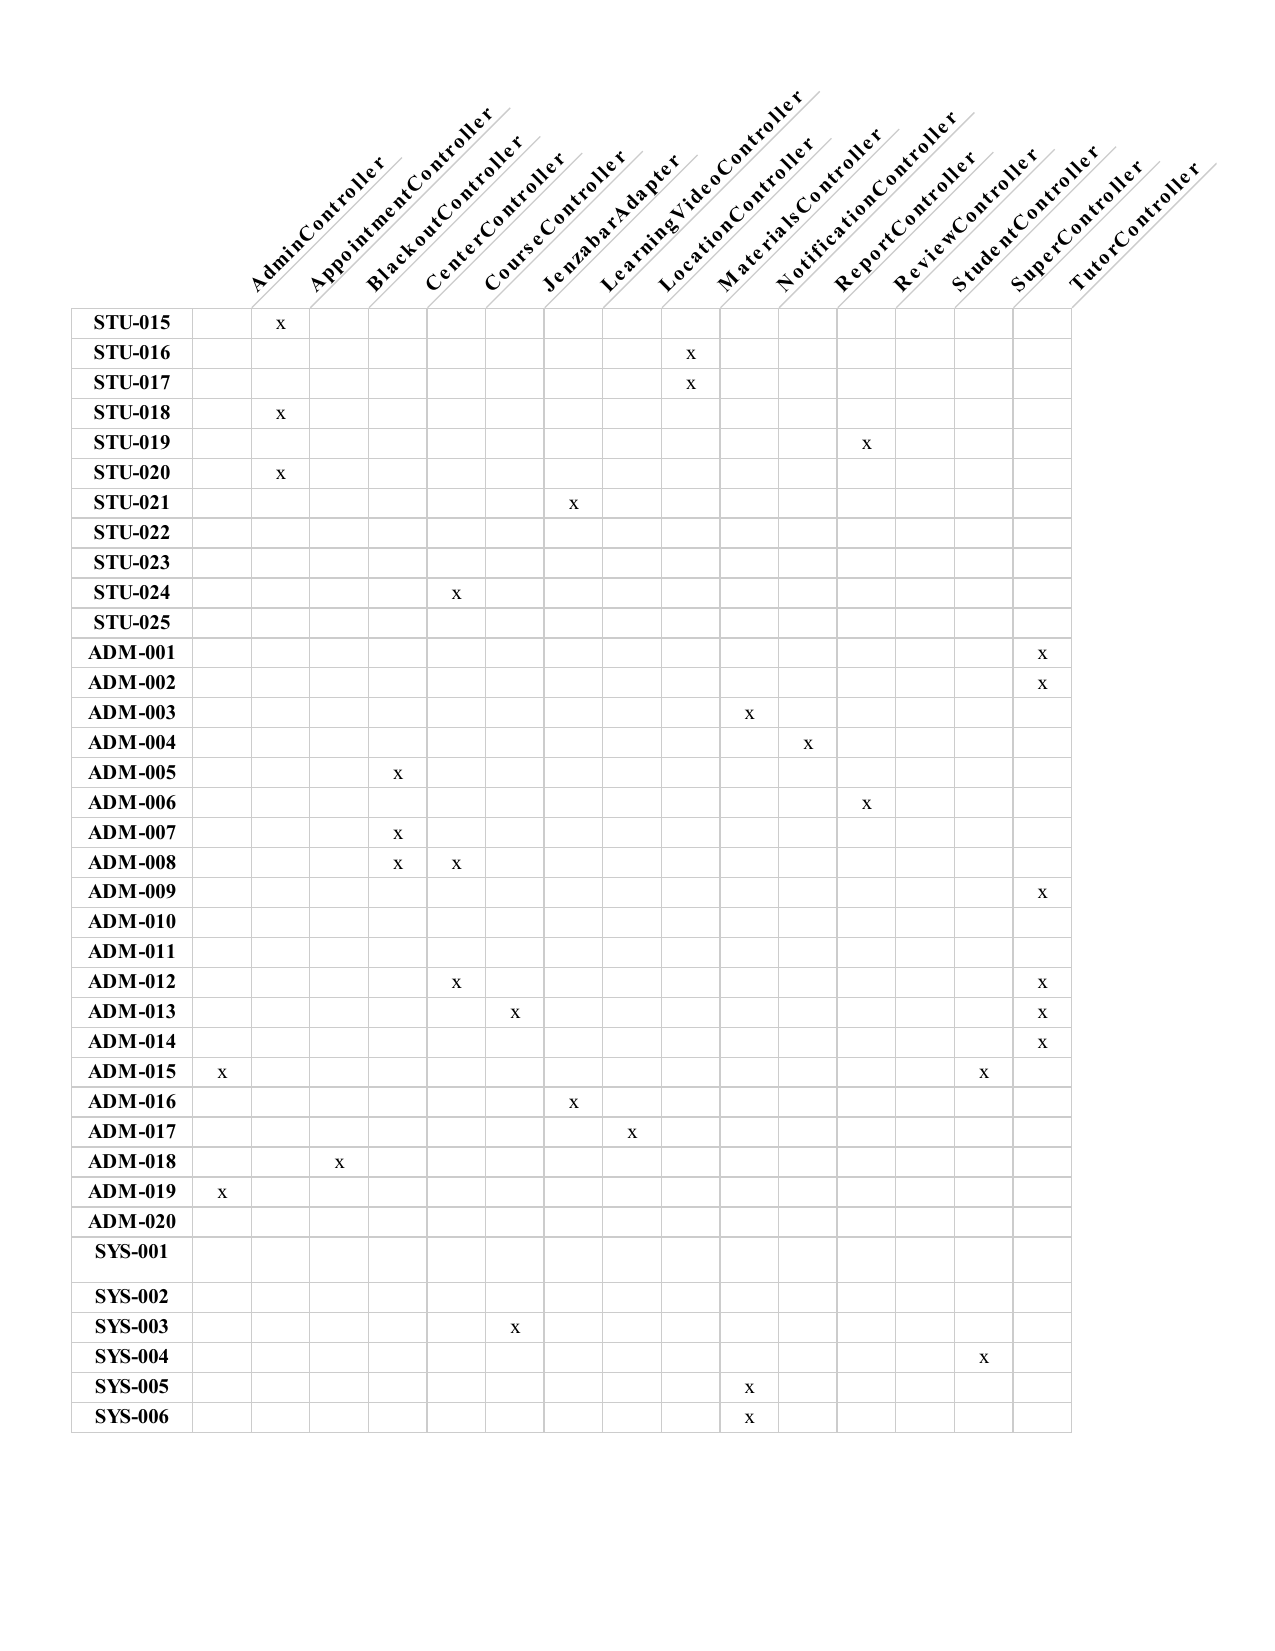 AdminController
AppointmentController
BlackoutController
CenterController
CourseController
JenzabarAdapter
LearningVideoController
LocationController
MaterialsController
NotificationController
ReportController
ReviewController
StudentController
SuperController
TutorController
STU-015 x
STU-016 x
STU-017 x
STU-018 x
STU-019 x
STU-020 x
STU-021 x
STU-022
STU-023
STU-024 x
STU-025
ADM-001 x
ADM-002 x
ADM-003 x
ADM-004 x
ADM-005 x
ADM-006 x
ADM-007 x
ADM-008 x x
ADM-009 x
ADM-010
ADM-011
ADM-012 x x
ADM-013 x x
ADM-014 x
ADM-015 x x
ADM-016 x
ADM-017 x
ADM-018 x
ADM-019 x
ADM-020
SYS-001
SYS-002
SYS-003 x
SYS-004 x
SYS-005 x
SYS-006 x